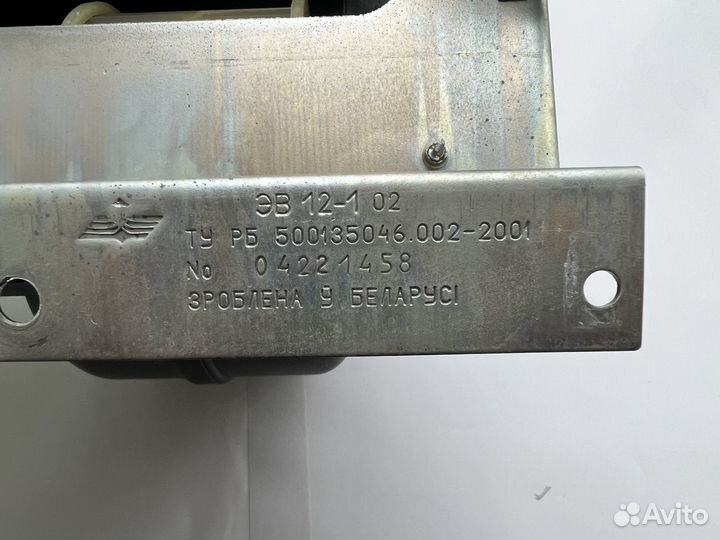 ЭВ 12-1 02
ТУ РБ 500135046.002-2001
No 04221458
ЗРОБЛЕНА Ў БЕЛАРУСІ
Avito